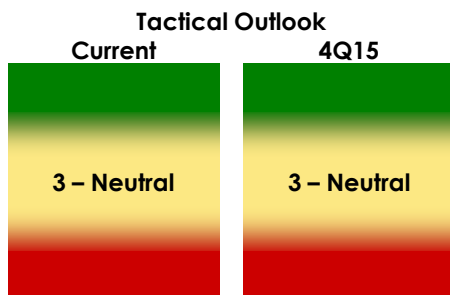 Tactical Outlook
Current 4Q15
3 – Neutral 3 – Neutral